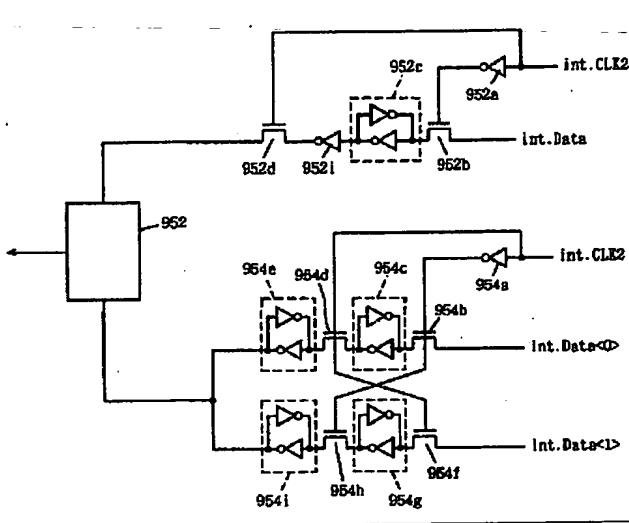 int.CLK2
952c
952a
int.Data
952d
952i
952b
952
int.CLK2
954e
954d
954c
954a
954b
int.Data<0>
int.Data<1>
954i
954h
954g
954f